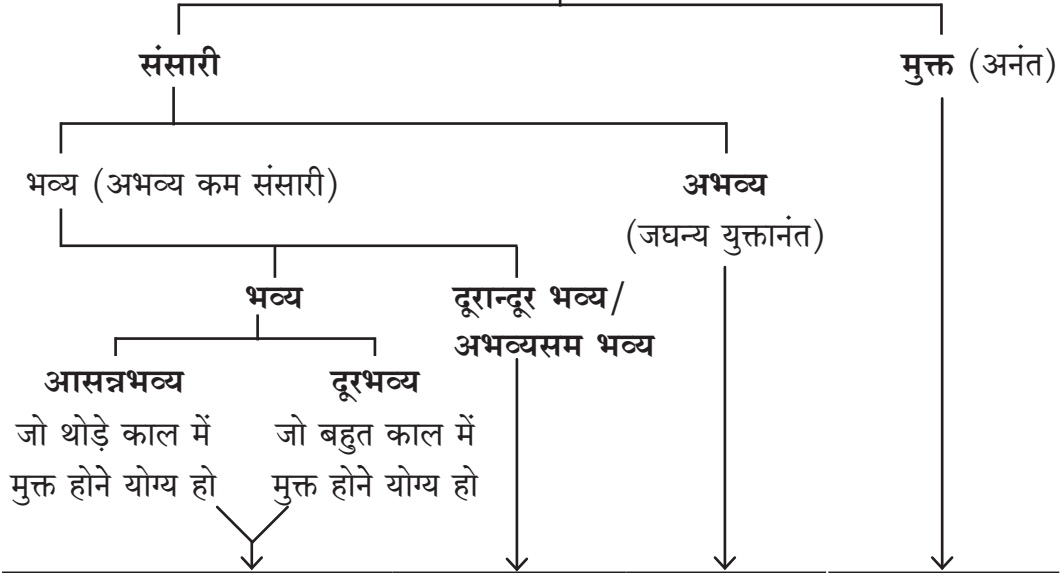 संसारी
मुक्त (अनंत)
भव्य (अभव्य कम संसारी)
अभव्य
(जघन्य युक्तानंत)
भव्य
दूरान्दूर भव्य/
अभव्यसम भव्य
आसन्नभव्य
जो थोड़े काल में
मुक्त होने योग्य हो
दूरभव्य
जो बहुत काल में
मुक्त होने योग्य हो